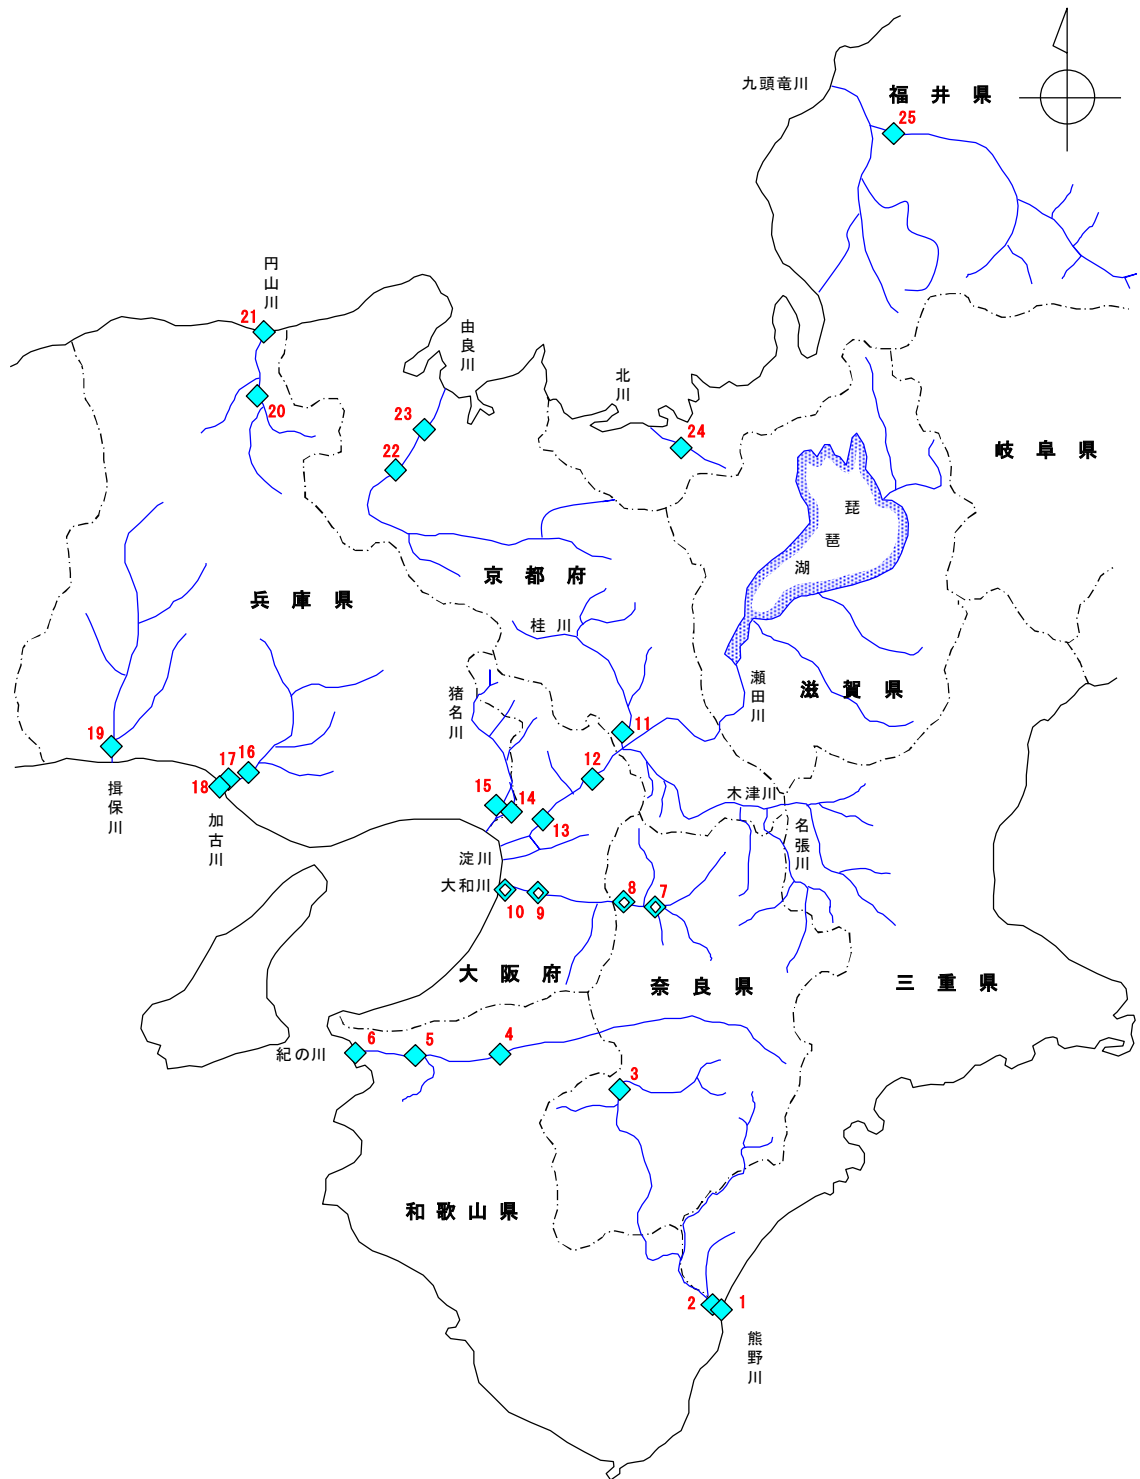 九頭竜川
福井県
25
円山川
21
由良川
北川
20
23
24
22
岐阜県
琵琶湖
京都府
兵庫県
桂川
瀬田川
滋賀県
猪名川
11
19
17
16
12
18
15
木津川
14
13
揖保川
加古川
名張川
淀川
大和川
8
7
10
9
大阪府
奈良県
三重県
紀の川
6
5
4
3
和歌山県
2
1
熊野川